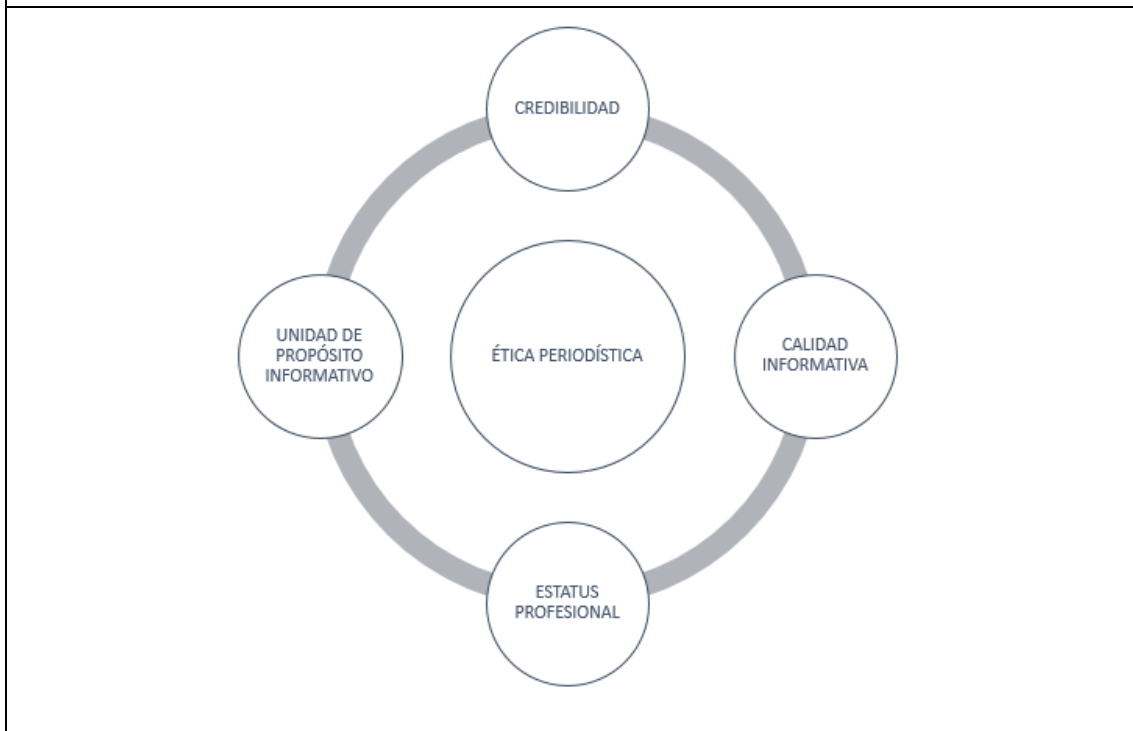 CREDIBILIDAD
UNIDAD DE
PROPÓSITO
INFORMATIVO
ÉTICA PERIODÍSTICA
CALIDAD
INFORMATIVA
ESTATUS
PROFESIONAL